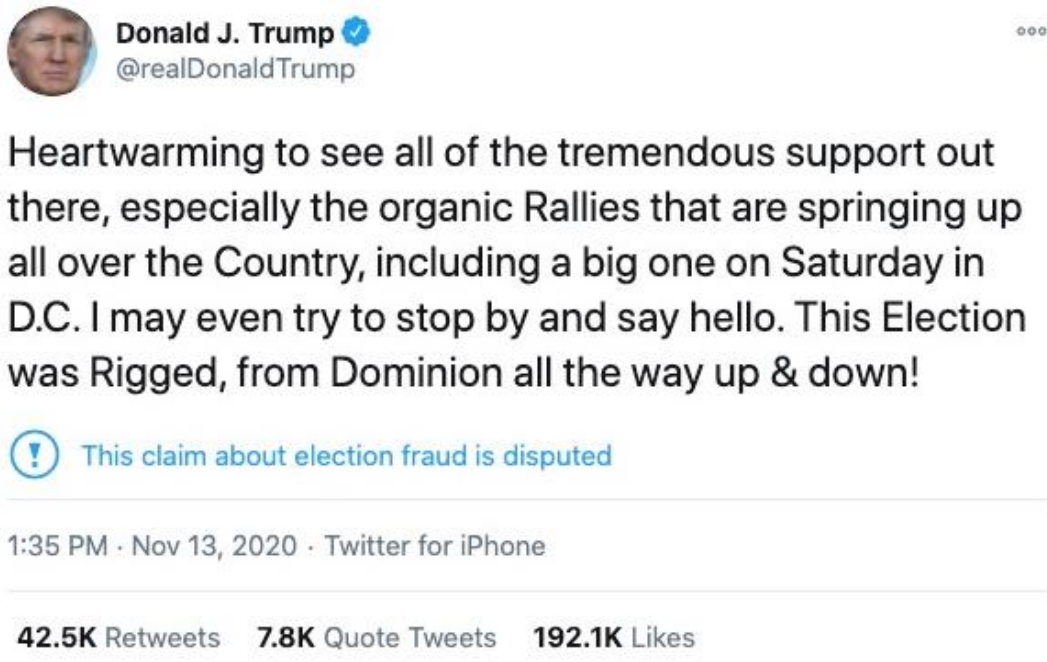 Donald J. Trump
@realDonaldTrump
Heartwarming to see all of the tremendous support out
there, especially the organic Rallies that are springing up
all over the Country, including a big one on Saturday in
D.C. I may even try to stop by and say hello. This Election
was Rigged, from Dominion all the way up & down!
This claim about election fraud is disputed
1:35 PM · Nov 13, 2020 · Twitter for iPhone
42.5K Retweets 7.8K Quote Tweets 192.1K Likes